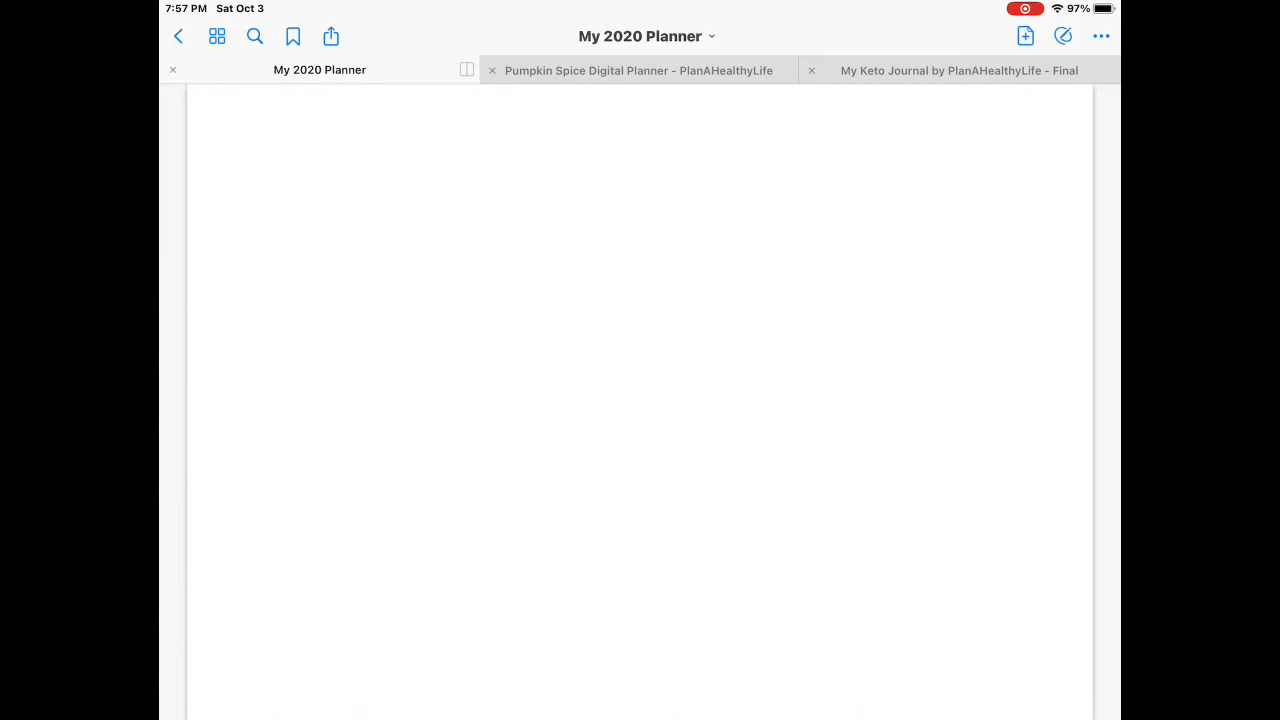 7:57 PM Sat Oct 3 97%
My 2020 Planner
My 2020 Planner Pumpkin Spice Digital Planner - PlanAHealthyLife My Keto Journal by PlanAHealthyLife - Final